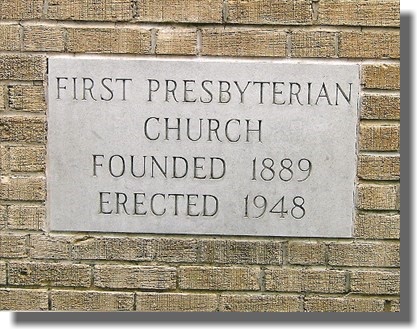 FIRST PRESBYTERIAN
CHURCH
FOUNDED 1889
ERECTED 1948